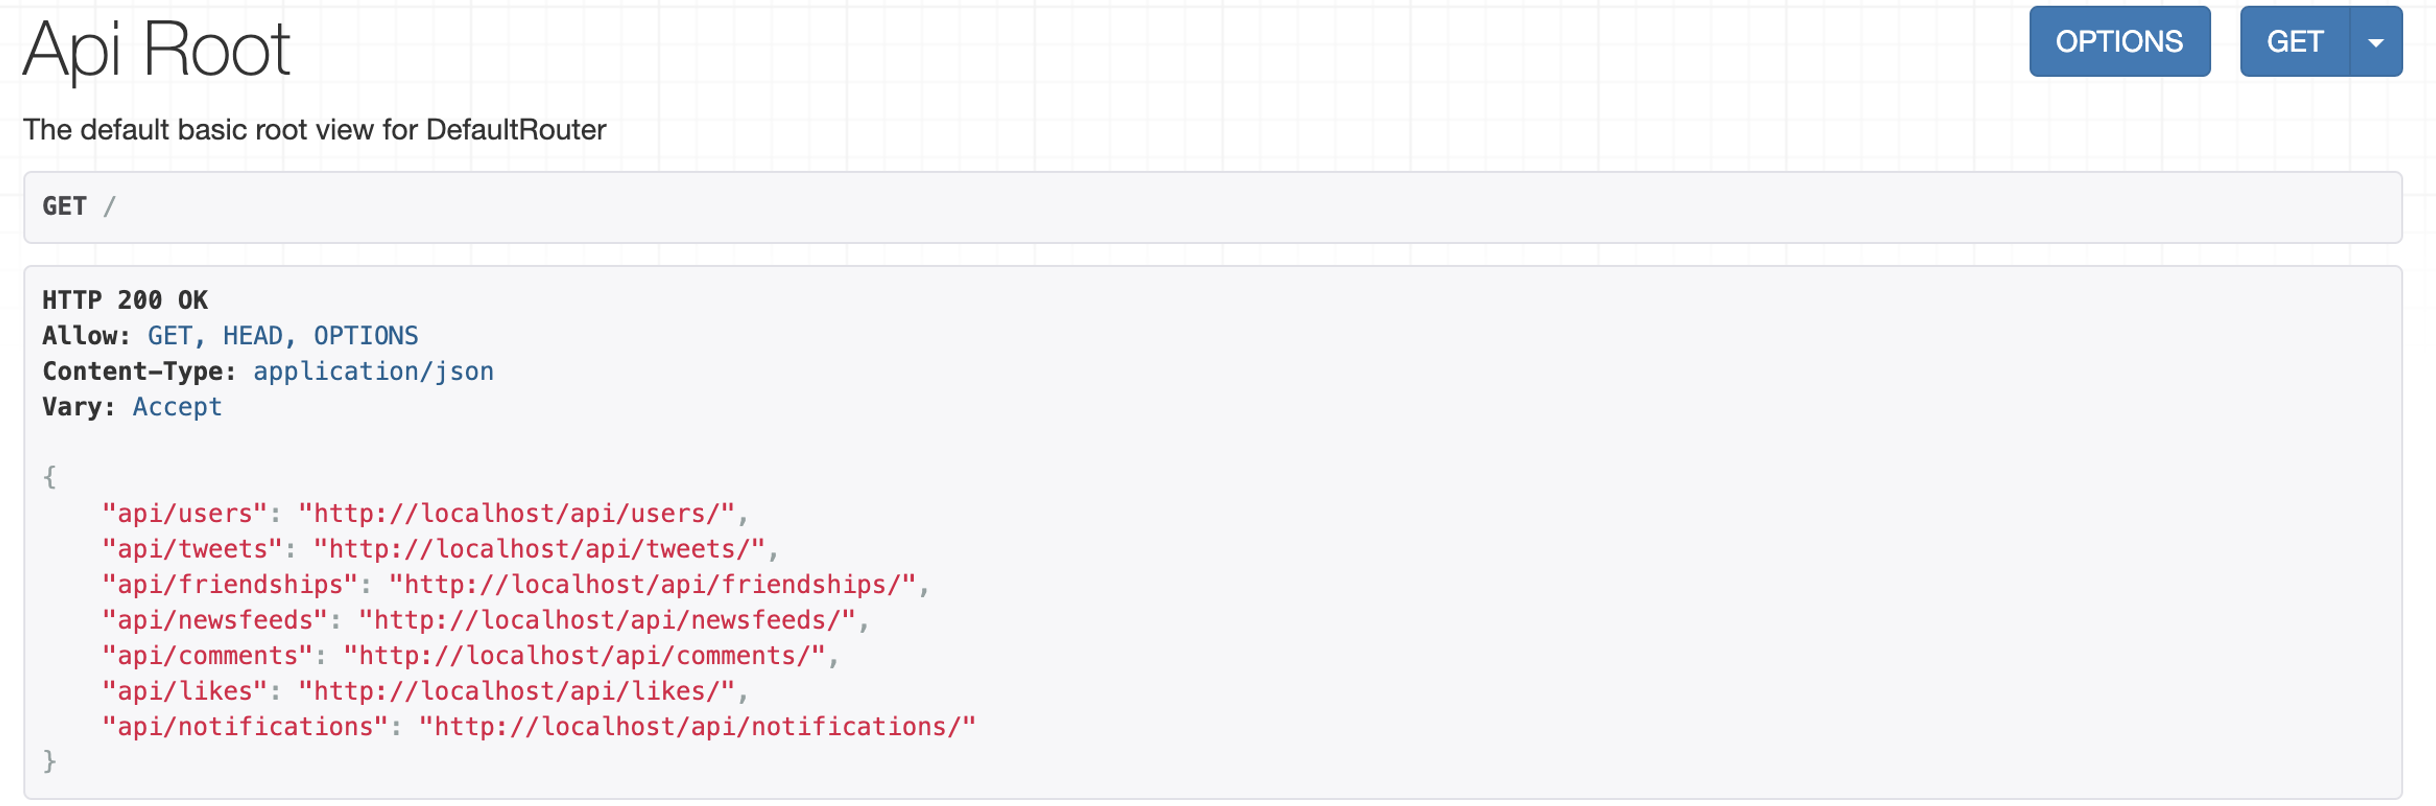 Api Root
OPTIONS
GET
The default basic root view for DefaultRouter
GET /
HTTP 200 OK
Allow: GET, HEAD, OPTIONS
Content-Type: application/json
Vary: Accept
{
    "api/users": "http://localhost/api/users/",
    "api/tweets": "http://localhost/api/tweets/",
    "api/friendships": "http://localhost/api/friendships/",
    "api/newsfeeds": "http://localhost/api/newsfeeds/",
    "api/comments": "http://localhost/api/comments/",
    "api/likes": "http://localhost/api/likes/",
    "api/notifications": "http://localhost/api/notifications/"
}